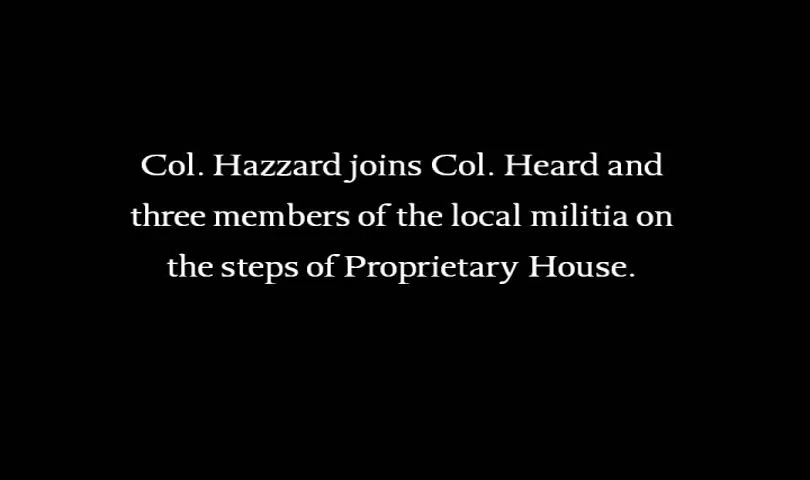 Col. Hazzard joins Col. Heard and
three members of the local militia on
the steps of Proprietary House.